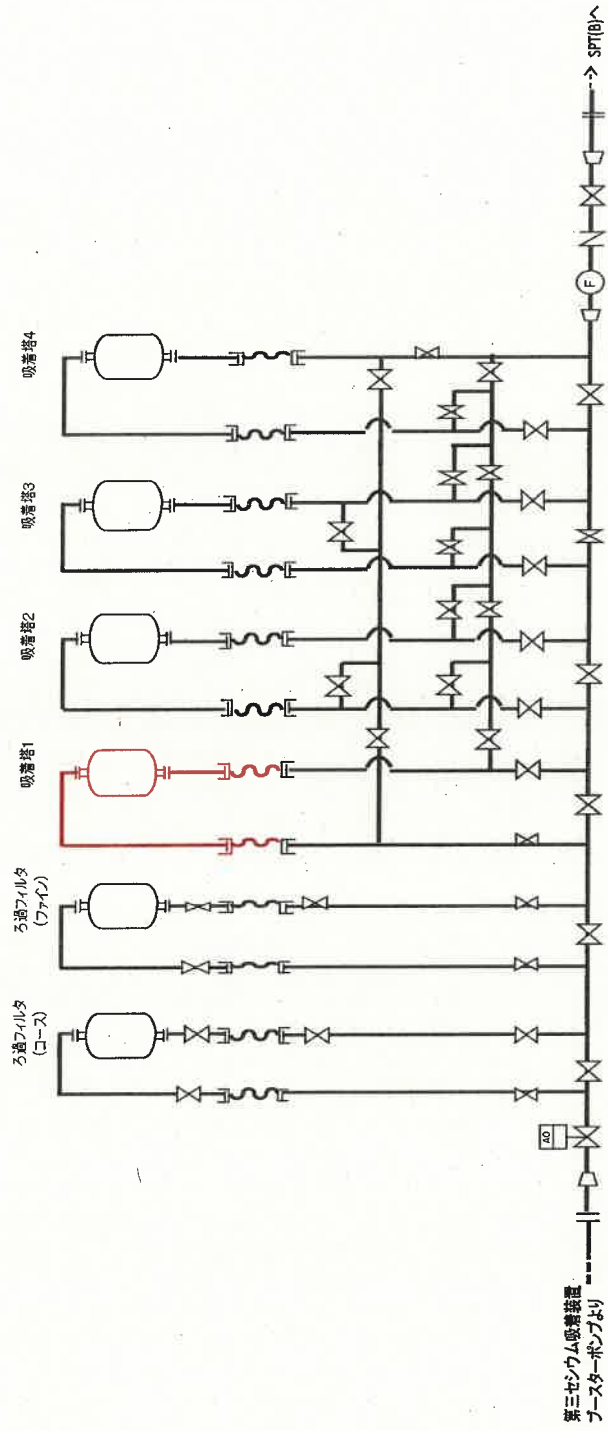 ろ過フィルタ
(コース)
ろ過フィルタ
(ファイン)
吸着塔1
吸着塔2
吸着塔3
吸着塔4
AO
第三セシウム吸着装置
ブースターポンプより
F
SPT(B)へ